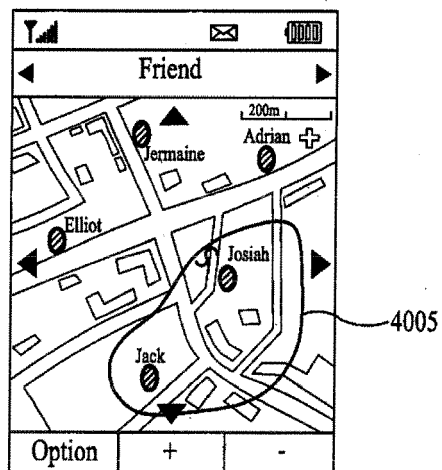 Friend
200m
Adrian
Jermaine
Elliot
Josiah
4005
Jack
Option + -